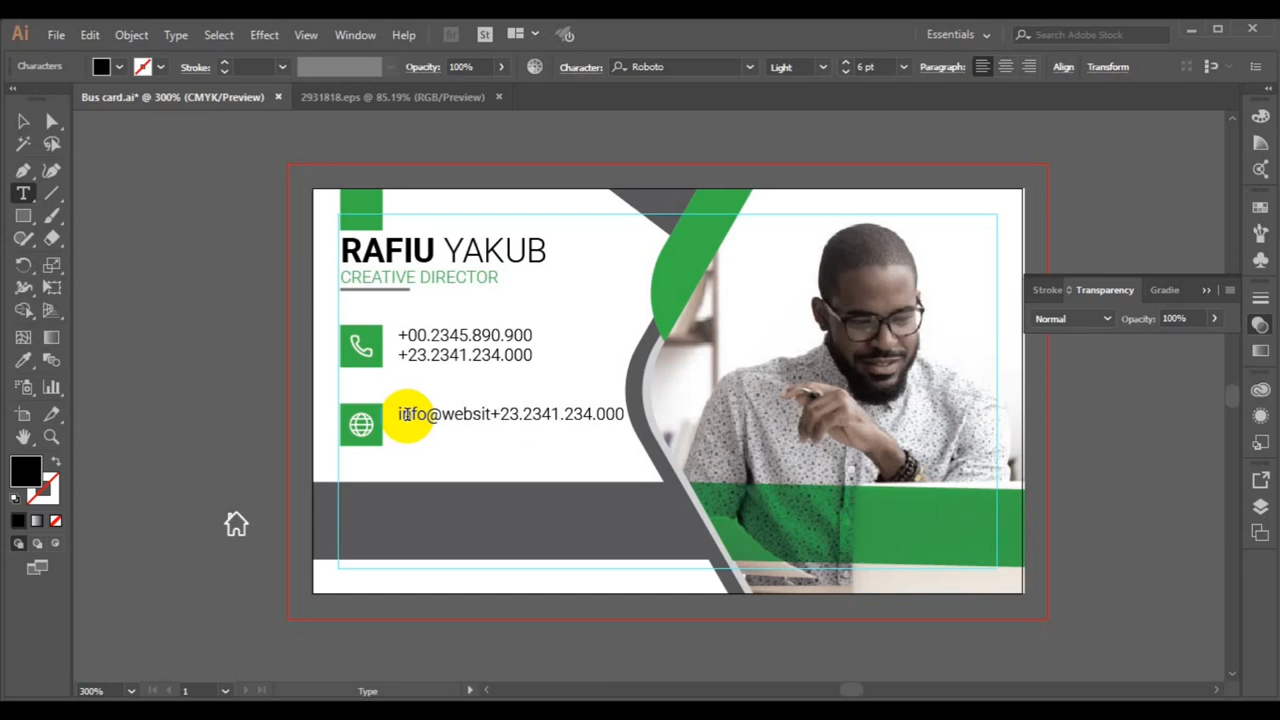 Ai File Edit Object Type Select Effect View Window Help Br St Essentials Search Adobe Stock
Characters Stroke: Opacity: 100% Character: Roboto Light 6 pt Paragraph: Align Transform
Bus card.ai* @ 300% (CMYK/Preview) × 2931818.eps @ 85.19% (RGB/Preview) ×
RAFIU YAKUB
CREATIVE DIRECTOR
Stroke Transparency Gradie
Normal Opacity: 100%
+00.2345.890.900
+23.2341.234.000
info@websit+23.2341.234.000
300% 1 Type